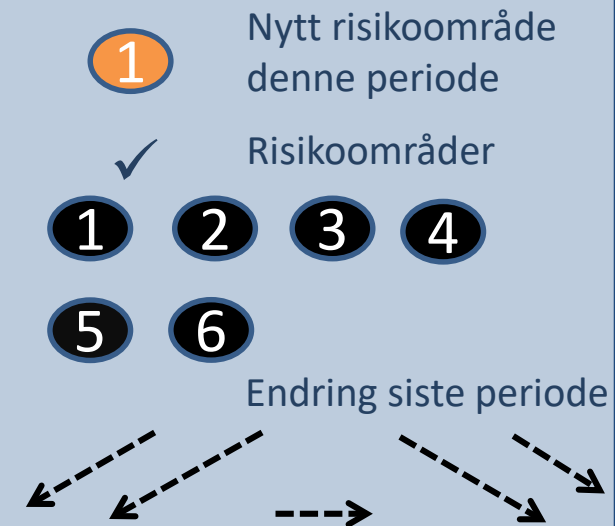 1 Nytt risikoområde
denne periode
✓ Risikoområder
1 2 3 4
5 6
Endring siste periode